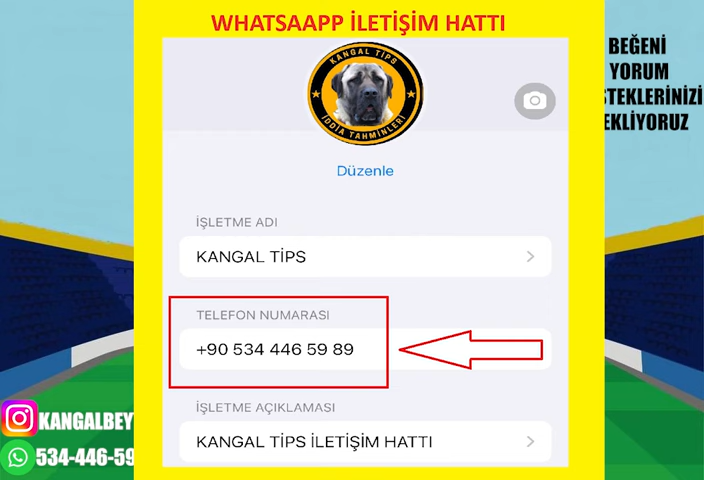 WHATSAAPP İLETİŞİM HATTI
KANGAL TIPS
İDDİA TAHMİNLERİ
BEĞENİ
YORUM
STEKLERİNİZİ
EKLİYORUZ
Düzenle
İŞLETME ADI
KANGAL TİPS
TELEFON NUMARASI
+90 534 446 59 89
İŞLETME AÇIKLAMASI
KANGAL TİPS İLETİŞİM HATTI
KANGALBEY
534-446-59